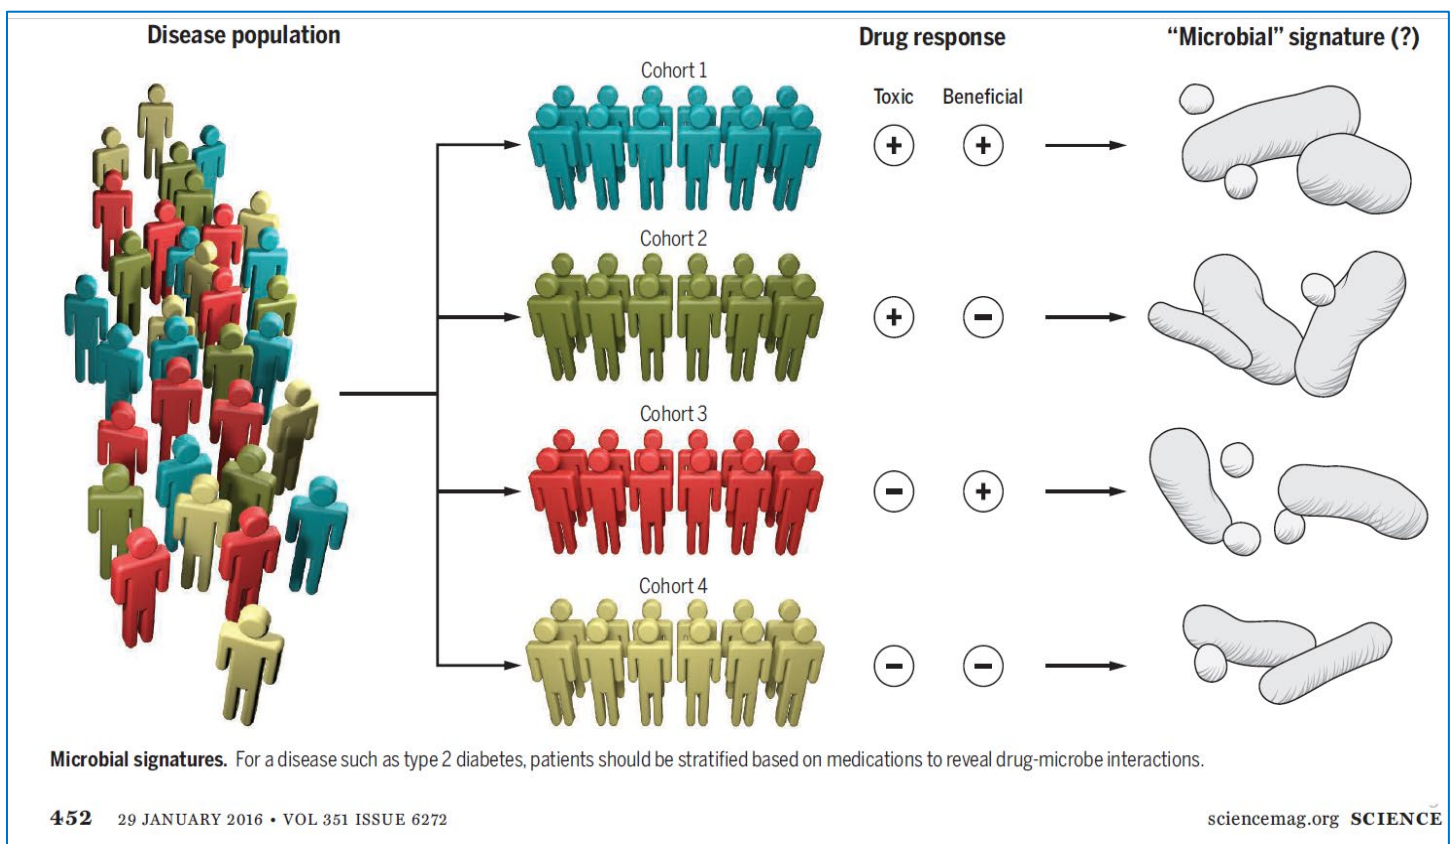 Disease population
Drug response
“Microbial” signature (?)
Cohort 1
Toxic
Beneficial
+
+
Cohort 2
+
−
Cohort 3
−
+
Cohort 4
−
−
Microbial signatures. For a disease such as type 2 diabetes, patients should be stratified based on medications to reveal drug-microbe interactions.
452 29 JANUARY 2016 • VOL 351 ISSUE 6272
sciencemag.org SCIENCE